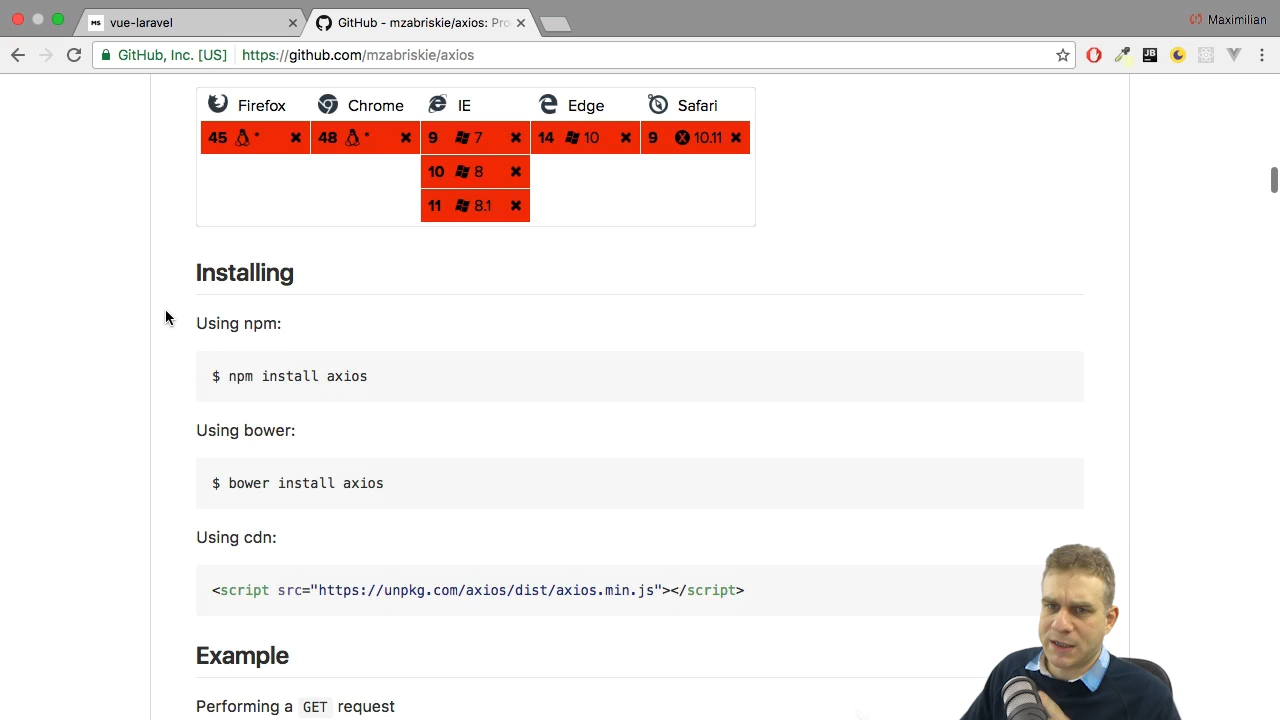 MS vue-laravel
GitHub - mzabriskie/axios: Pro
Maximilian
GitHub, Inc. [US] https://github.com/mzabriskie/axios
JB
Firefox Chrome IE Edge Safari
45 * 48 * 9 7 14 10 9 X 10.11
10 8
11 8.1
Installing
Using npm:
$ npm install axios
Using bower:
$ bower install axios
Using cdn:
<script src="https://unpkg.com/axios/dist/axios.min.js"></script>
Example
Performing a GET request